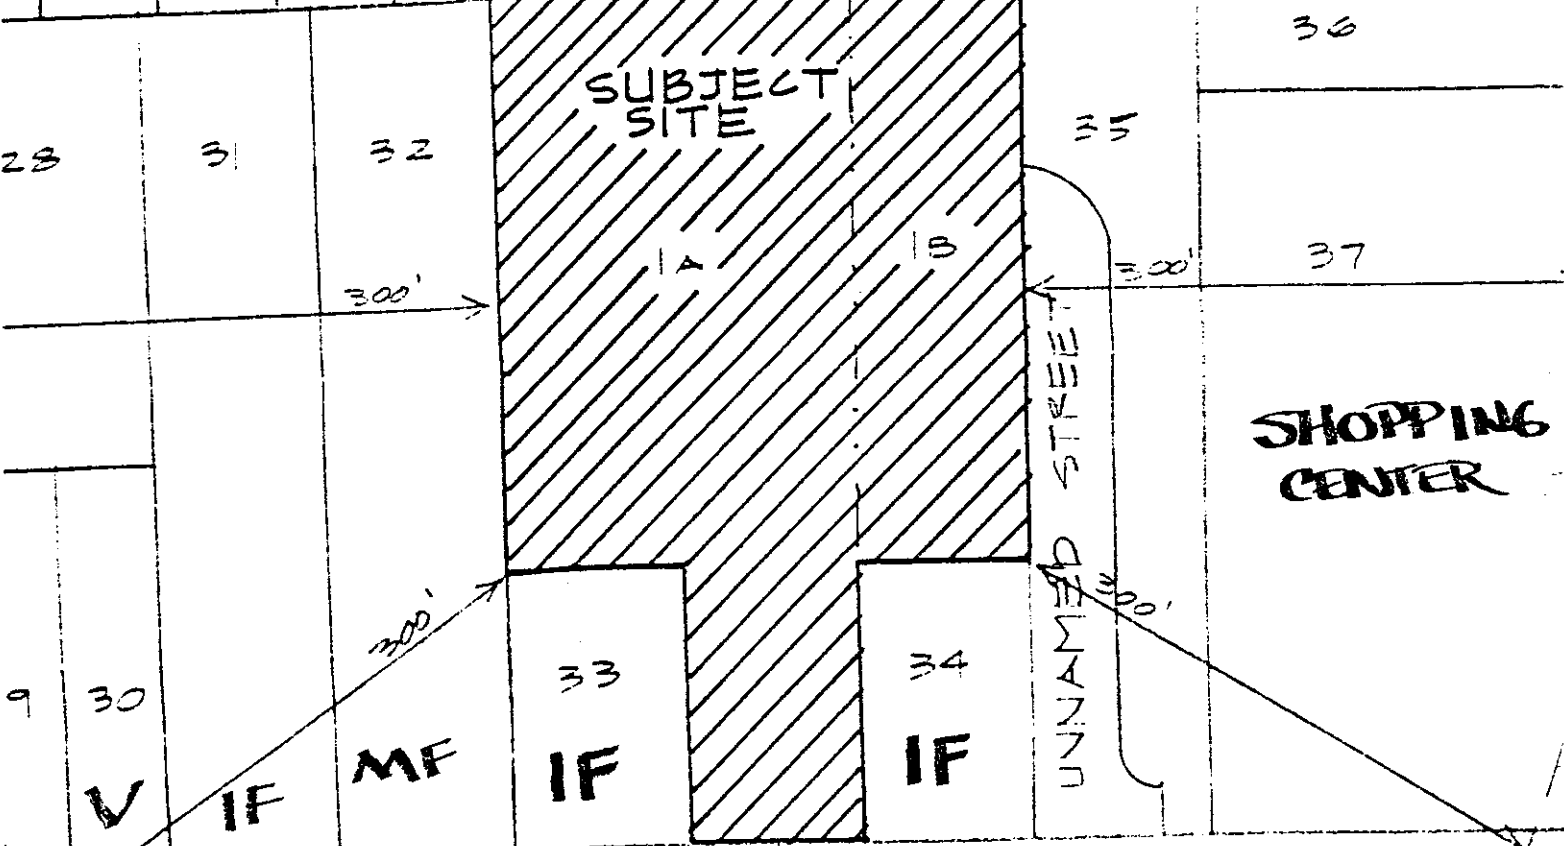 36
SUBJECT
SITE
28
31
32
35
1A
1B
300'
300'
37
UNNAMED STREET
SHOPPING
CENTER
300'
300'
33
34
9
30
V
IF
MF
IF
IF